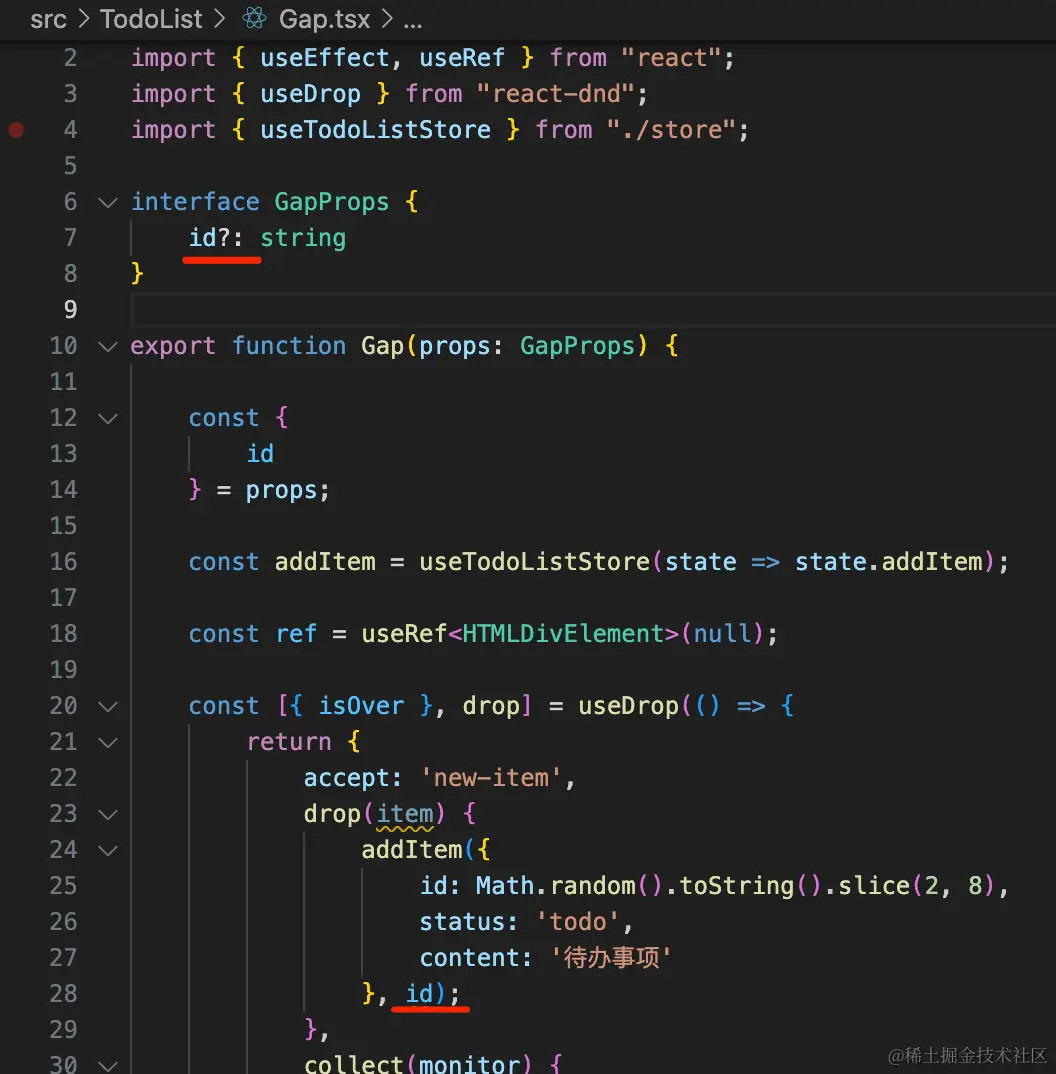 src > TodoList > Gap.tsx > ...
2 import { useEffect, useRef } from "react";
3 import { useDrop } from "react-dnd";
4 import { useTodoListStore } from "./store";
5
6 interface GapProps {
7 id?: string
8 }
9
10 export function Gap(props: GapProps) {
11
12 const {
13 id
14 } = props;
15
16 const addItem = useTodoListStore(state => state.addItem);
17
18 const ref = useRef<HTMLDivElement>(null);
19
20 const [{ isOver }, drop] = useDrop(() => {
21 return {
22 accept: 'new-item',
23 drop(item) {
24 addItem({
25 id: Math.random().toString().slice(2, 8),
26 status: 'todo',
27 content: '待办事项'
28 }, id);
29 },
30 collect(monitor) {
@稀土掘金技术社区